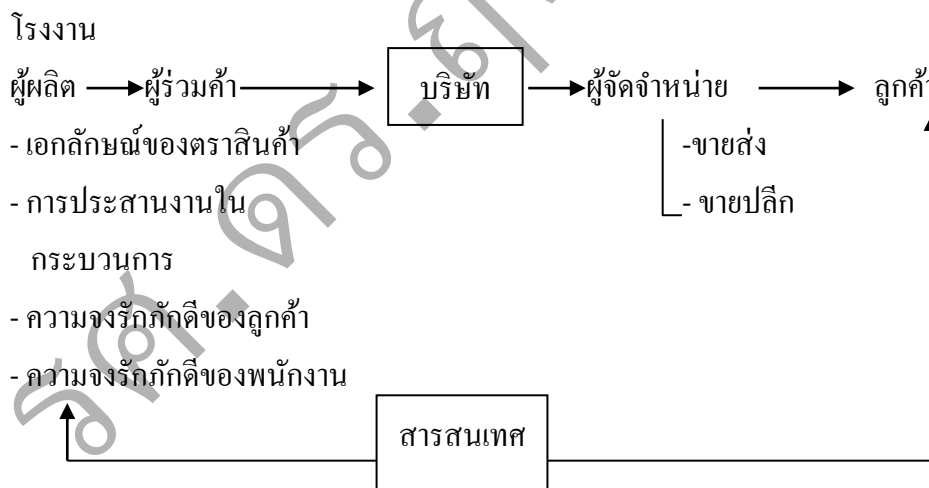 โรงงาน
ผู้ผลิต ผู้ร่วมค้า บริษัท ผู้จัดจำหน่าย ลูกค้า
- เอกลักษณ์ของตราสินค้า -ขายส่ง
- การประสานงานใน - ขายปลีก
กระบวนการ
- ความจงรักภักดีของลูกค้า
- ความจงรักภักดีของพนักงาน
สารสนเทศ